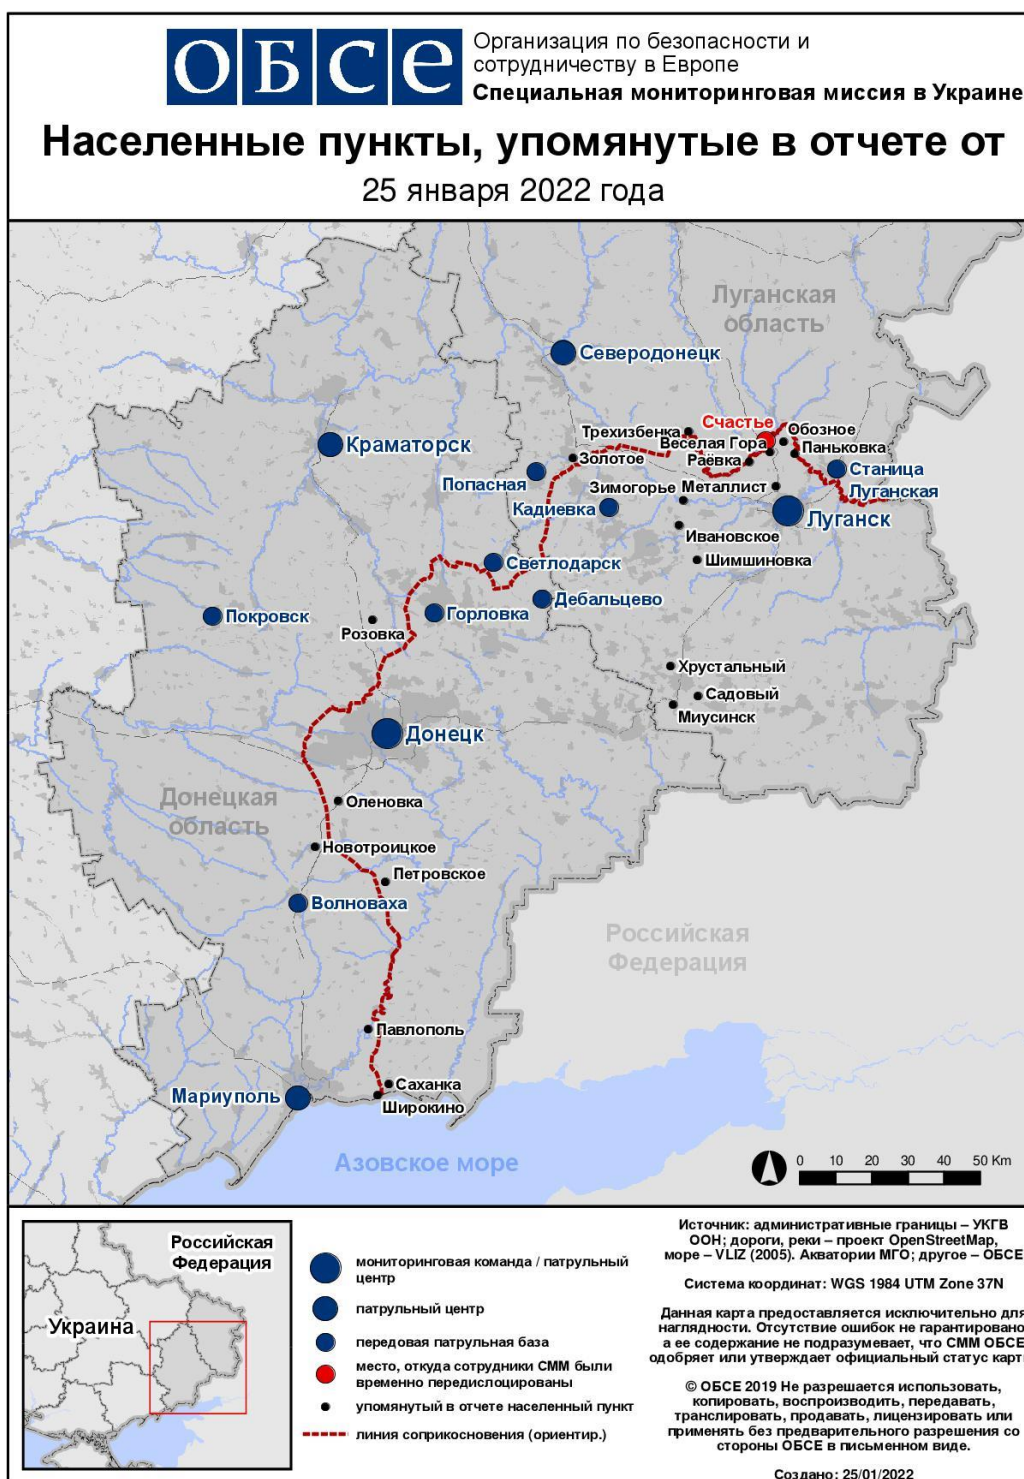 ОБСЕ
Организация по безопасности и
сотрудничеству в Европе
Специальная мониторинговая миссия в Украине
Населенные пункты, упомянутые в отчете от
25 января 2022 года
Луганская
область
Северодонецк
Счастье
Трехизбенка
Обозное
Веселая Гора
Паньковка
Краматорск
Золотое
Раёвка
Станица
Луганская
Попасная
Зимогорье
Металлист
Кадиевка
Луганск
Ивановское
Светлодарск
Шимшиновка
Дебальцево
Покровск
Горловка
Розовка
Хрустальный
Садовый
Миусинск
Донецк
Донецкая
область
Оленовка
Новотроицкое
Петровское
Волноваха
Российская
Федерация
Павлополь
Саханка
Мариуполь
Широкино
Азовское море
0 10 20 30 40 50 Km
Российская
Федерация
Украина
мониторинговая команда / патрульный
центр
патрульный центр
передовая патрульная база
место, откуда сотрудники СММ были
временно передислоцированы
упомянутый в отчете населенный пункт
линия соприкосновения (ориентир.)
Источник: административные границы – УКГВ
ООН; дороги, реки – проект OpenStreetMap,
море – VLIZ (2005). Акватории МГО; другое – ОБСЕ
Система координат: WGS 1984 UTM Zone 37N
Данная карта предоставляется исключительно для
наглядности. Отсутствие ошибок не гарантировано,
а ее содержание не подразумевает, что СММ ОБСЕ
одобряет или утверждает официальный статус карт
© ОБСЕ 2019 Не разрешается использовать,
копировать, воспроизводить, передавать,
транслировать, продавать, лицензировать или
применять без предварительного разрешения со
стороны ОБСЕ в письменном виде.
Создано: 25/01/2022